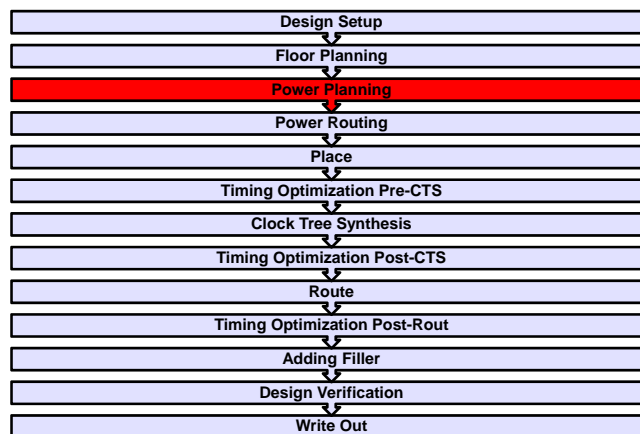 Design Setup
Floor Planning
Power Planning
Power Routing
Place
Timing Optimization Pre-CTS
Clock Tree Synthesis
Timing Optimization Post-CTS
Route
Timing Optimization Post-Rout
Adding Filler
Design Verification
Write Out